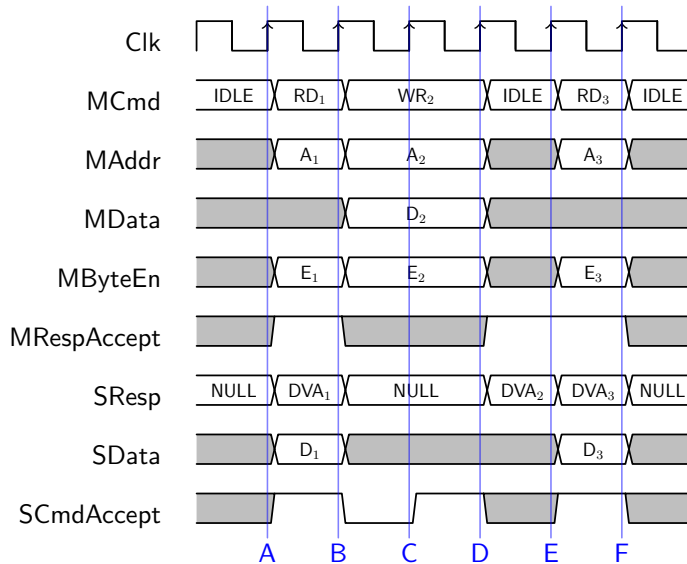 Clk
MCmd IDLE RD₁ WR₂ IDLE RD₃ IDLE
MAddr A₁ A₂ A₃
MData D₂
MByteEn E₁ E₂ E₃
MRespAccept
SResp NULL DVA₁ NULL DVA₂ DVA₃ NULL
SData D₁ D₃
SCmdAccept
A B C D E F